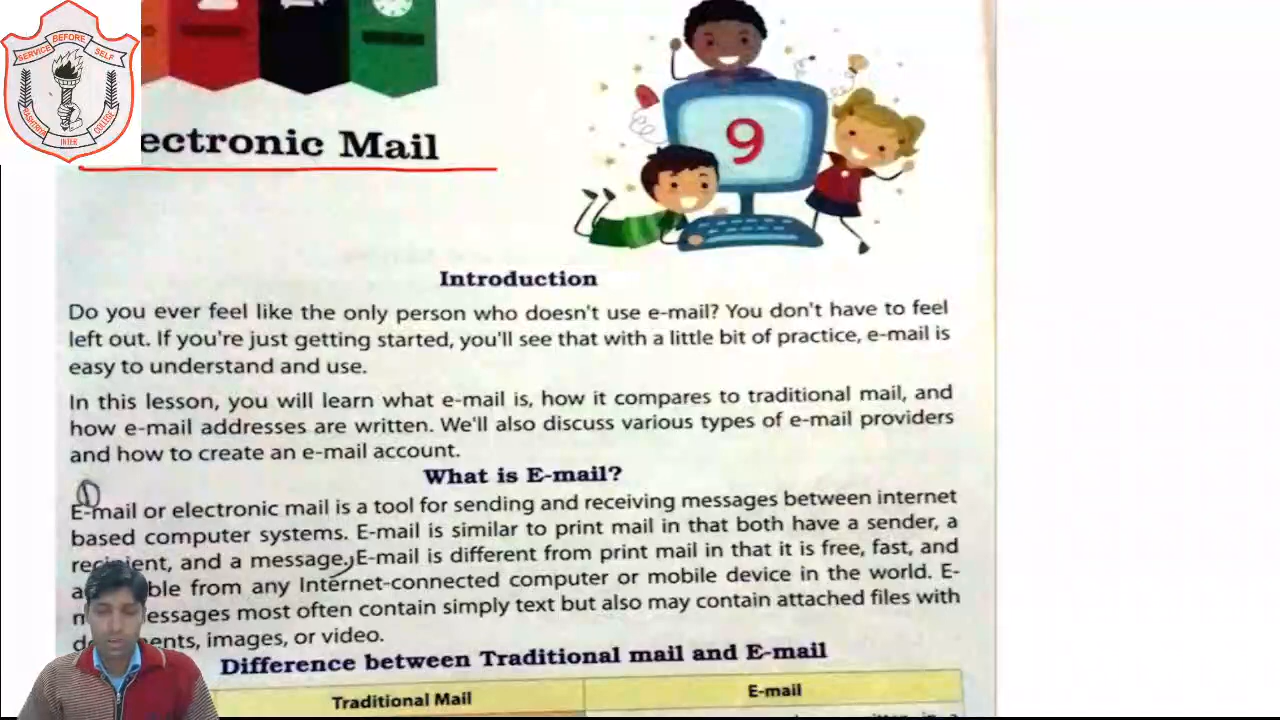 SERVICE BEFORE SELF
RASHTRIYA INTER COLLEGE
ectronic Mail
9
Introduction
Do you ever feel like the only person who doesn't use e-mail? You don't have to feel
left out. If you're just getting started, you'll see that with a little bit of practice, e-mail is
easy to understand and use.
In this lesson, you will learn what e-mail is, how it compares to traditional mail, and
how e-mail addresses are written. We'll also discuss various types of e-mail providers
and how to create an e-mail account.
What is E-mail?
1
E-mail or electronic mail is a tool for sending and receiving messages between internet
based computer systems. E-mail is similar to print mail in that both have a sender, a
recipient, and a message. E-mail is different from print mail in that it is free, fast, and
a ble from any Internet-connected computer or mobile device in the world. E-
m essages most often contain simply text but also may contain attached files with
d ents, images, or video.
Difference between Traditional mail and E-mail
Traditional Mail E-mail